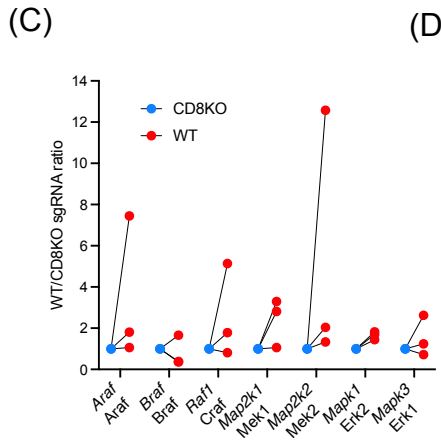 (C)
(D
WT/CD8KO sgRNA ratio
14
12
10
8
6
4
2
0
CD8KO
WT
Araf
Araf
Braf
Braf
Raf1
Craf
Map2k1
Mek1
Map2k2
Mek2
Mapk1
Erk2
Mapk3
Erk1